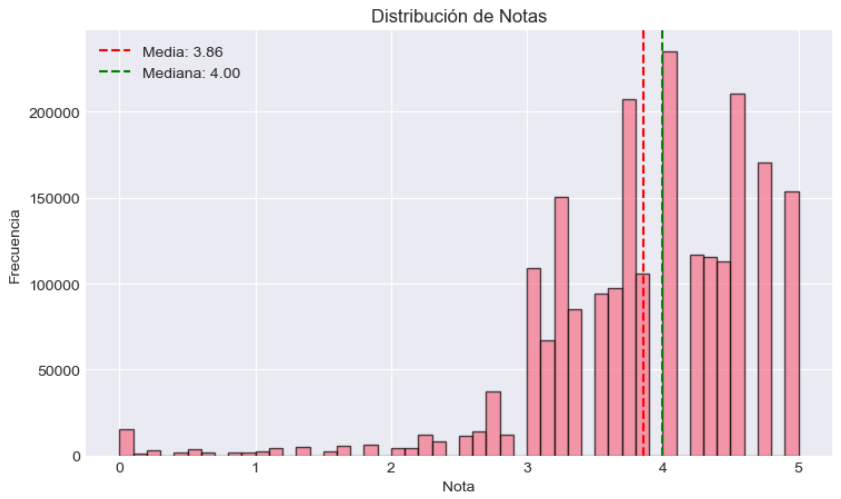 Distribución de Notas
Media: 3.86
Mediana: 4.00
Frecuencia
200000
150000
100000
50000
0
0 1 2 3 4 5
Nota